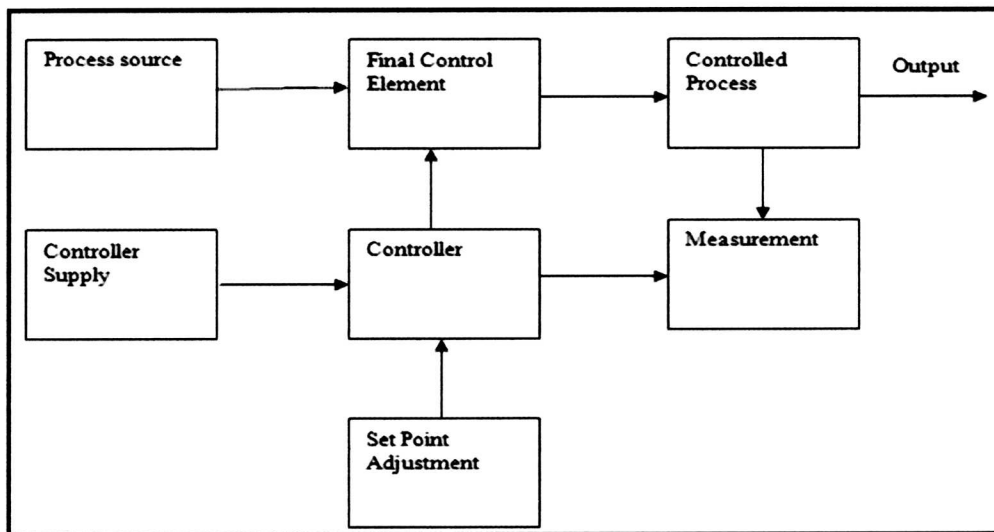 Process source
Final Control
Element
Controlled
Process
Output
Controller
Supply
Controller
Measurement
Set Point
Adjustment